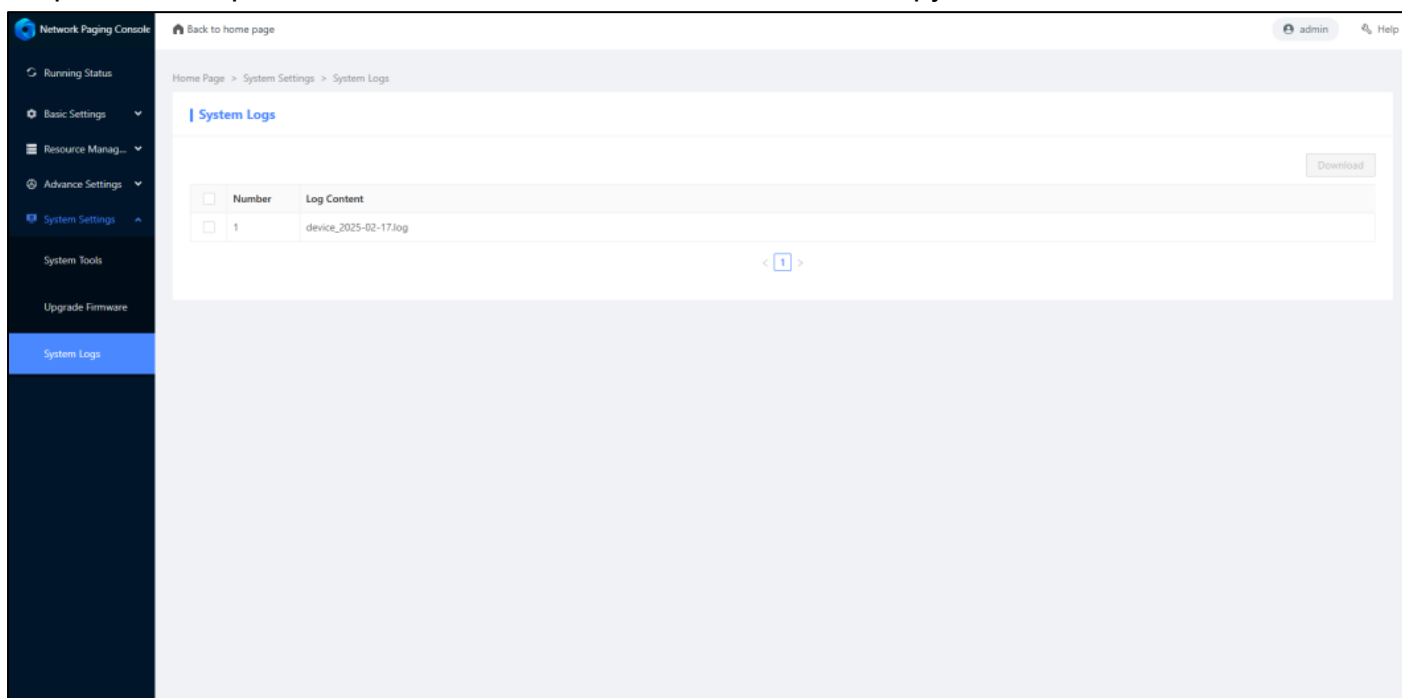 Network Paging Console
Back to home page
admin
Help
Running Status
Basic Settings
Resource Manag...
Advance Settings
System Settings
System Tools
Upgrade Firmware
System Logs
Home Page > System Settings > System Logs
System Logs
Download
Number Log Content
1 device_2025-02-17.log
< 1 >